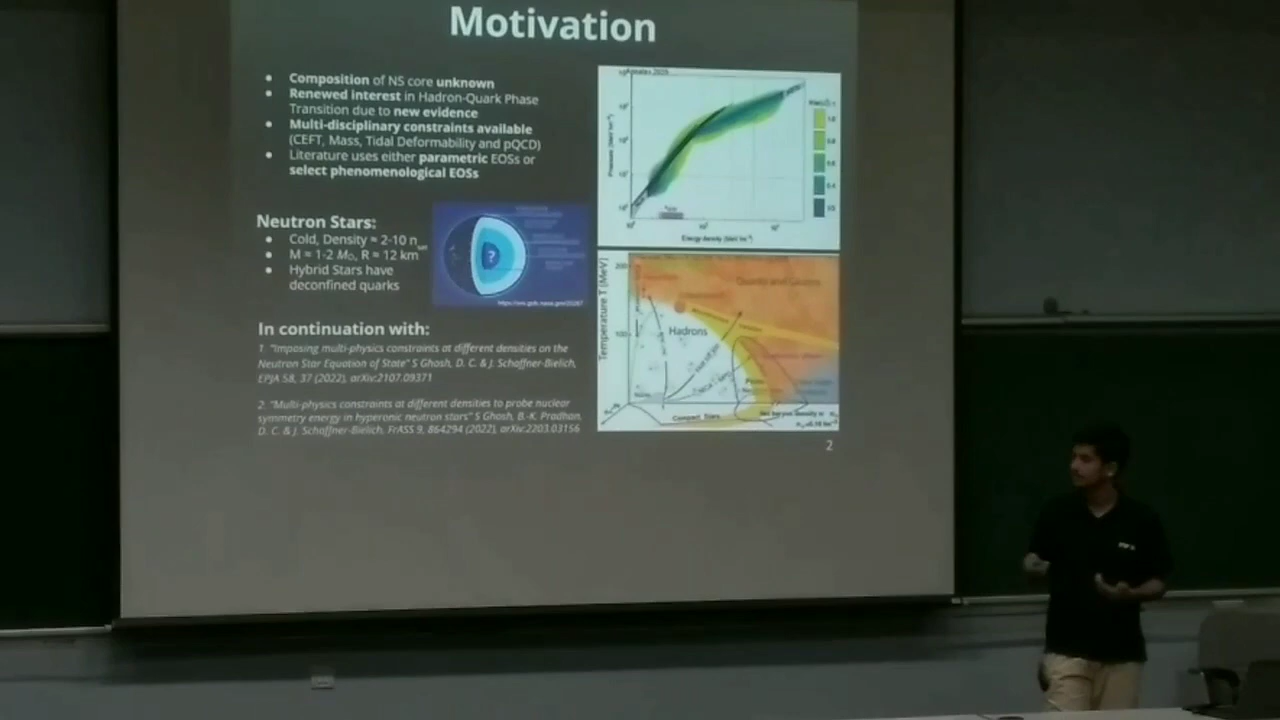 Motivation
● Composition of NS core unknown
● Renewed interest in Hadron-Quark Phase
Transition due to new evidence
● Multi-disciplinary constraints available
(CEFT, Mass, Tidal Deformability and pQCD)
● Literature uses either parametric EOSs or
select phenomenological EOSs
Neutron Stars:
● Cold, Density ≈ 2-10 n
● M ≈ 1-2 M⊙, R ≈ 12 km
● Hybrid Stars have
deconfined quarks
?
In continuation with:
1. "Imposing multi-physics constraints at different densities on the
Neutron Star Equation of State" S Ghosh, D. C. & J. Schaffner-Bielich,
EPJA 58, 37 (2022), arXiv:2107.09371
2. "Multi-physics constraints at different densities to probe nuclear
symmetry energy in hyperonic neutron stars" S Ghosh, B.-K. Pradhan,
D. C. & J. Schaffner-Bielich, FrASS 9, 864294 (2022), arXiv:2203.03156
Energy density
Temperature T [MeV]
200
100
Quarks and Gluons
Hadrons
Compact Stars
Net baryon density
2